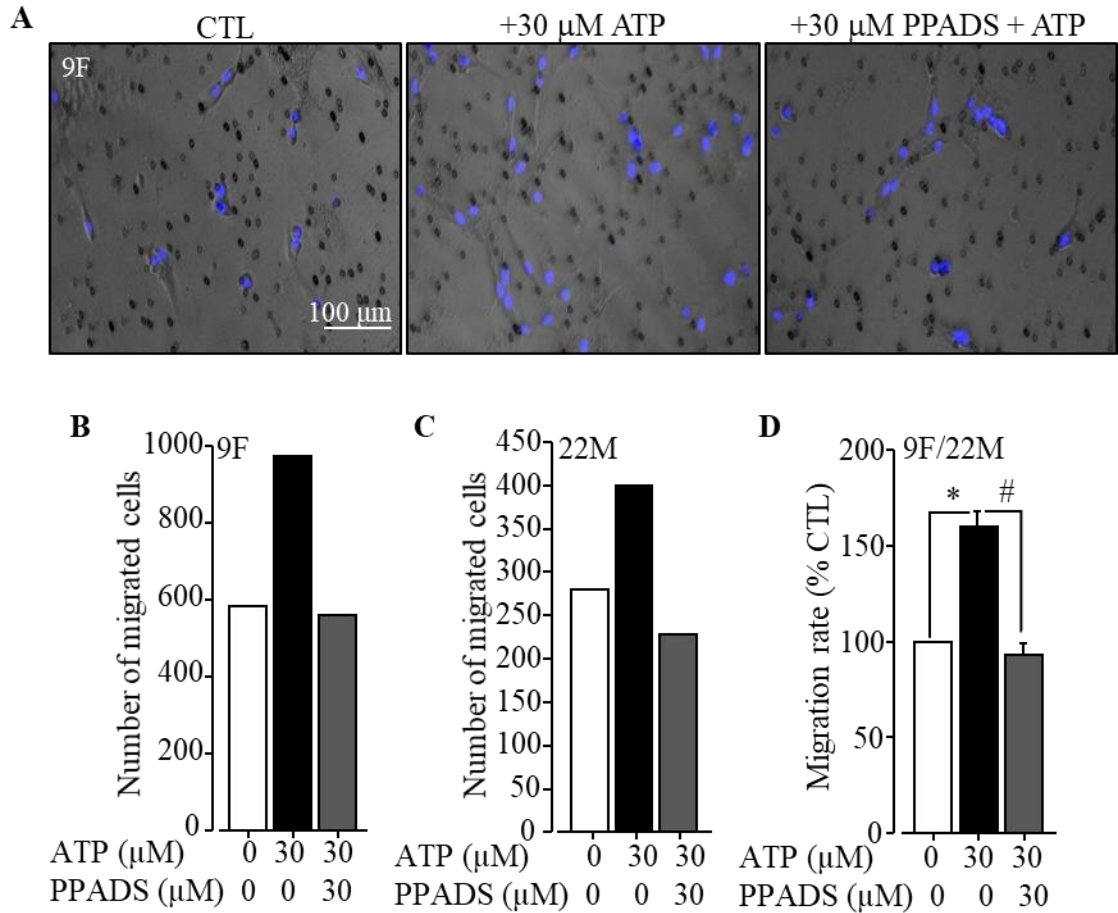 A
CTL
+30 µM ATP
+30 µM PPADS + ATP
9F
100 µm
B
Number of migrated cells
1000
800
600
400
200
0
9F
ATP (µM) 0 30 30
PPADS (µM) 0 0 30
C
Number of migrated cells
450
400
350
300
250
200
150
100
50
0
22M
ATP (µM) 0 30 30
PPADS (µM) 0 0 30
D
Migration rate (% CTL)
200
150
100
50
0
9F/22M
* #
ATP (µM) 0 30 30
PPADS (µM) 0 0 30